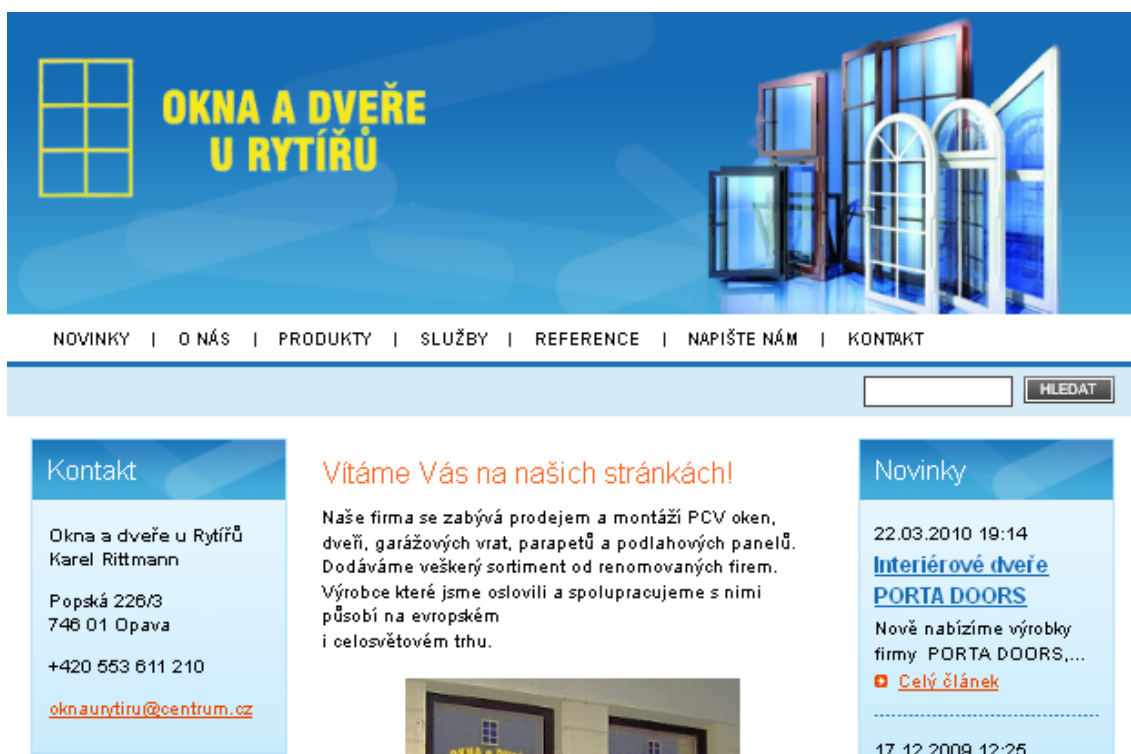 OKNA A DVEŘE
U RYTÍŘŮ
NOVINKY | O NÁS | PRODUKTY | SLUŽBY | REFERENCE | NAPIŠTE NÁM | KONTAKT
HLEDAT
Kontakt
Okna a dveře u Rytířů
Karel Rittmann
Popská 226/3
746 01 Opava
+420 553 611 210
oknaurytiru@centrum.cz
Vítáme Vás na našich stránkách!
Naše firma se zabývá prodejem a montáží PCV oken,
dveří, garážových vrat, parapetů a podlahových panelů.
Dodáváme veškerý sortiment od renomovaných firem.
Výrobce které jsme oslovili a spolupracujeme s nimi
působí na evropském
i celosvětovém trhu.
OKNA A DVEŘE
Novinky
22.03.2010 19:14
Interiérové dveře
PORTA DOORS
Nově nabízíme výrobky
firmy PORTA DOORS,...
Celý článek
17.12.2009 12:25